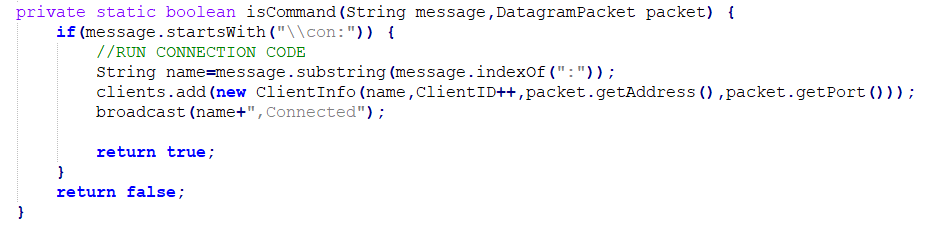 private static boolean isCommand(String message,DatagramPacket packet) {
    if(message.startsWith("\\con:")) {
        //RUN CONNECTION CODE
        String name=message.substring(message.indexOf(":"));
        clients.add(new ClientInfo(name,ClientID++,packet.getAddress(),packet.getPort()));
        broadcast(name+",Connected");

        return true;
    }
    return false;
}